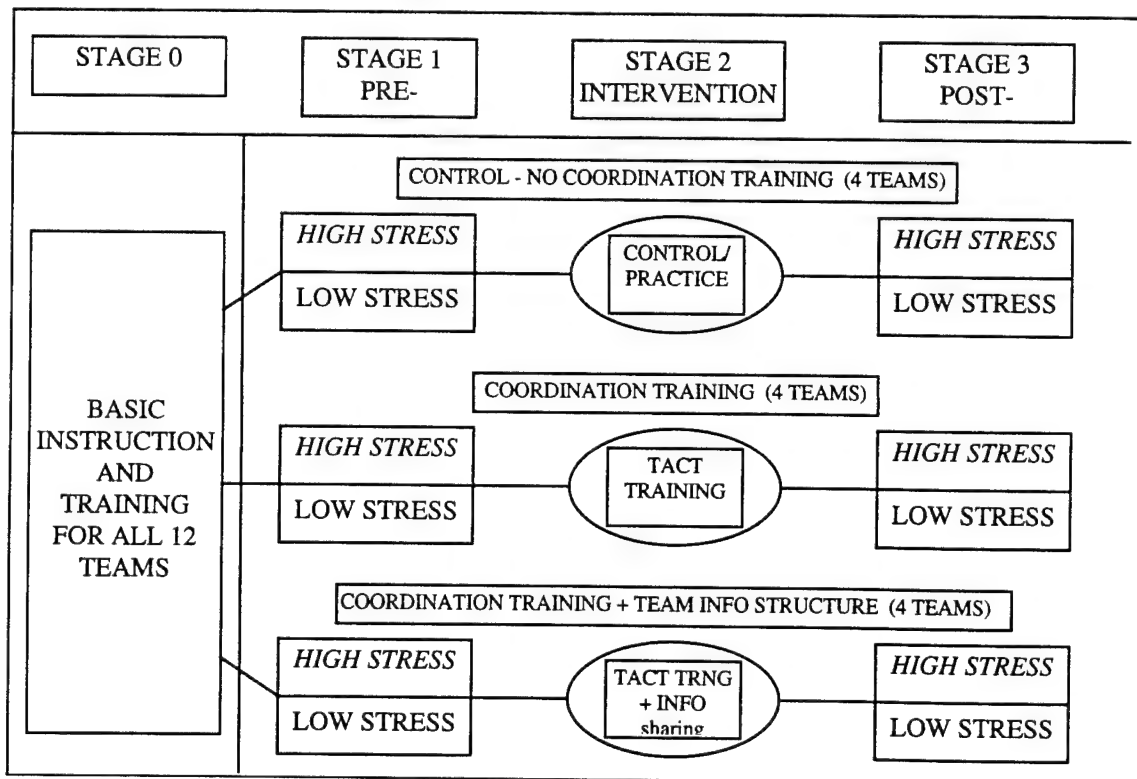 STAGE 0
STAGE 1
PRE-
STAGE 2
INTERVENTION
STAGE 3
POST-
BASIC
INSTRUCTION
AND
TRAINING
FOR ALL 12
TEAMS
CONTROL - NO COORDINATION TRAINING (4 TEAMS)
HIGH STRESS
LOW STRESS
CONTROL/
PRACTICE
HIGH STRESS
LOW STRESS
COORDINATION TRAINING (4 TEAMS)
HIGH STRESS
LOW STRESS
TACT
TRAINING
HIGH STRESS
LOW STRESS
COORDINATION TRAINING + TEAM INFO STRUCTURE (4 TEAMS)
HIGH STRESS
LOW STRESS
TACT TRNG
+ INFO
sharing
HIGH STRESS
LOW STRESS